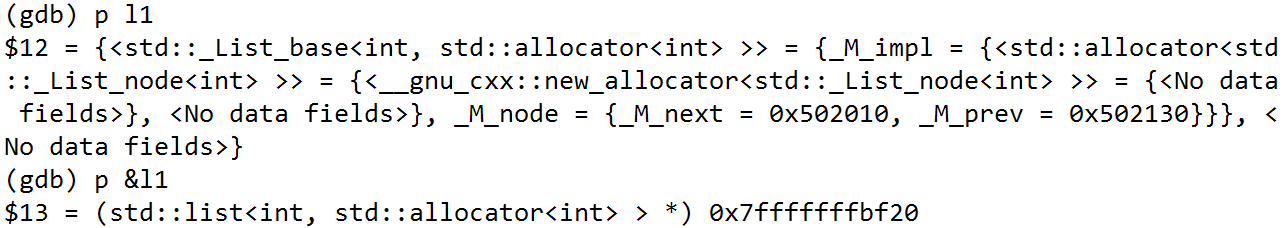 (gdb) p l1
$12 = {<std::_List_base<int, std::allocator<int> >> = {_M_impl = {<std::allocator<std
::_List_node<int> >> = {<__gnu_cxx::new_allocator<std::_List_node<int> >> = {<No data
 fields>}, <No data fields>}, _M_node = {_M_next = 0x502010, _M_prev = 0x502130}}}, <
No data fields>}
(gdb) p &l1
$13 = (std::list<int, std::allocator<int> > *) 0x7fffffffbf20